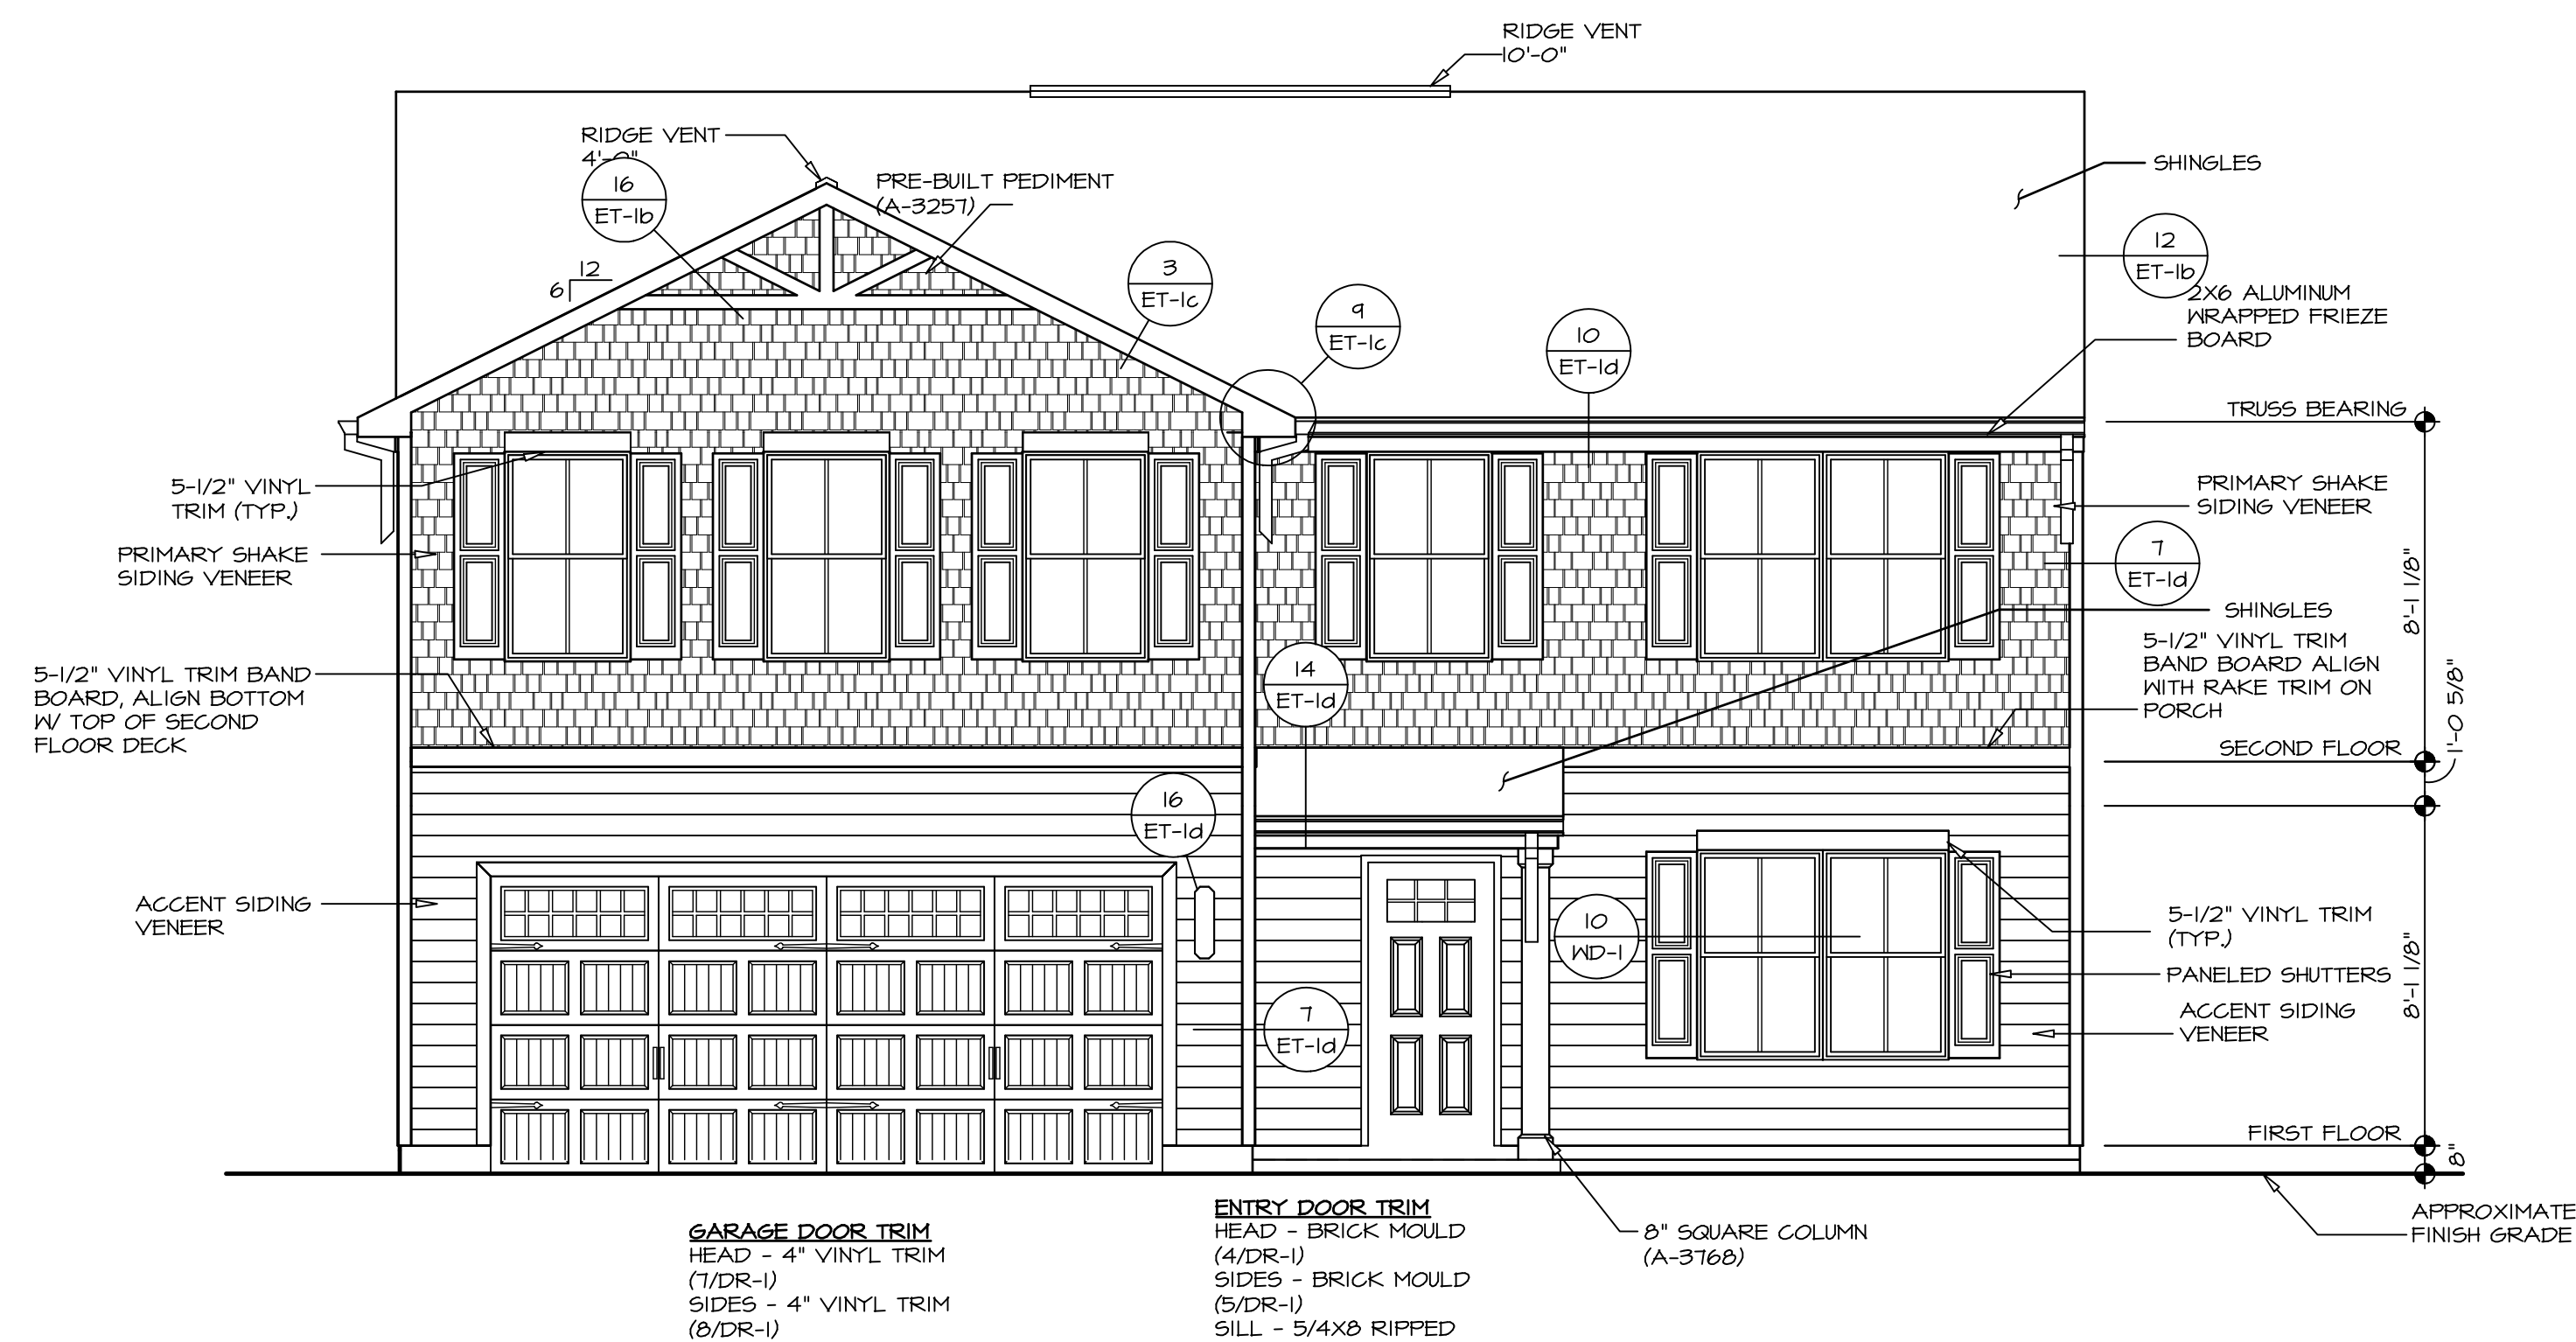 RIDGE VENT
10'-0"
RIDGE VENT
4'-0"
16
ET-1b
PRE-BUILT PEDIMENT
(A-3257)
12
6
3
ET-1c
9
ET-1c
10
ET-1d
SHINGLES
12
ET-1b
2X6 ALUMINUM
WRAPPED FRIEZE
BOARD
TRUSS BEARING
5-1/2" VINYL
TRIM (TYP.)
PRIMARY SHAKE
SIDING VENEER
PRIMARY SHAKE
SIDING VENEER
7
ET-1d
8'-1 1/8"
SHINGLES
5-1/2" VINYL TRIM
BAND BOARD ALIGN
WITH RAKE TRIM ON
PORCH
5-1/2" VINYL TRIM BAND
BOARD, ALIGN BOTTOM
W/ TOP OF SECOND
FLOOR DECK
14
ET-1d
SECOND FLOOR
1'-0 5/8"
16
ET-1d
ACCENT SIDING
VENEER
10
WD-1
5-1/2" VINYL TRIM
(TYP.)
PANELED SHUTTERS
8'-1 1/8"
ACCENT SIDING
VENEER
7
ET-1d
FIRST FLOOR
8"
APPROXIMATE
FINISH GRADE
GARAGE DOOR TRIM
HEAD - 4" VINYL TRIM
(7/DR-1)
SIDES - 4" VINYL TRIM
(8/DR-1)
ENTRY DOOR TRIM
HEAD - BRICK MOULD
(4/DR-1)
SIDES - BRICK MOULD
(5/DR-1)
SILL - 5/4X8 RIPPED
8" SQUARE COLUMN
(A-3768)